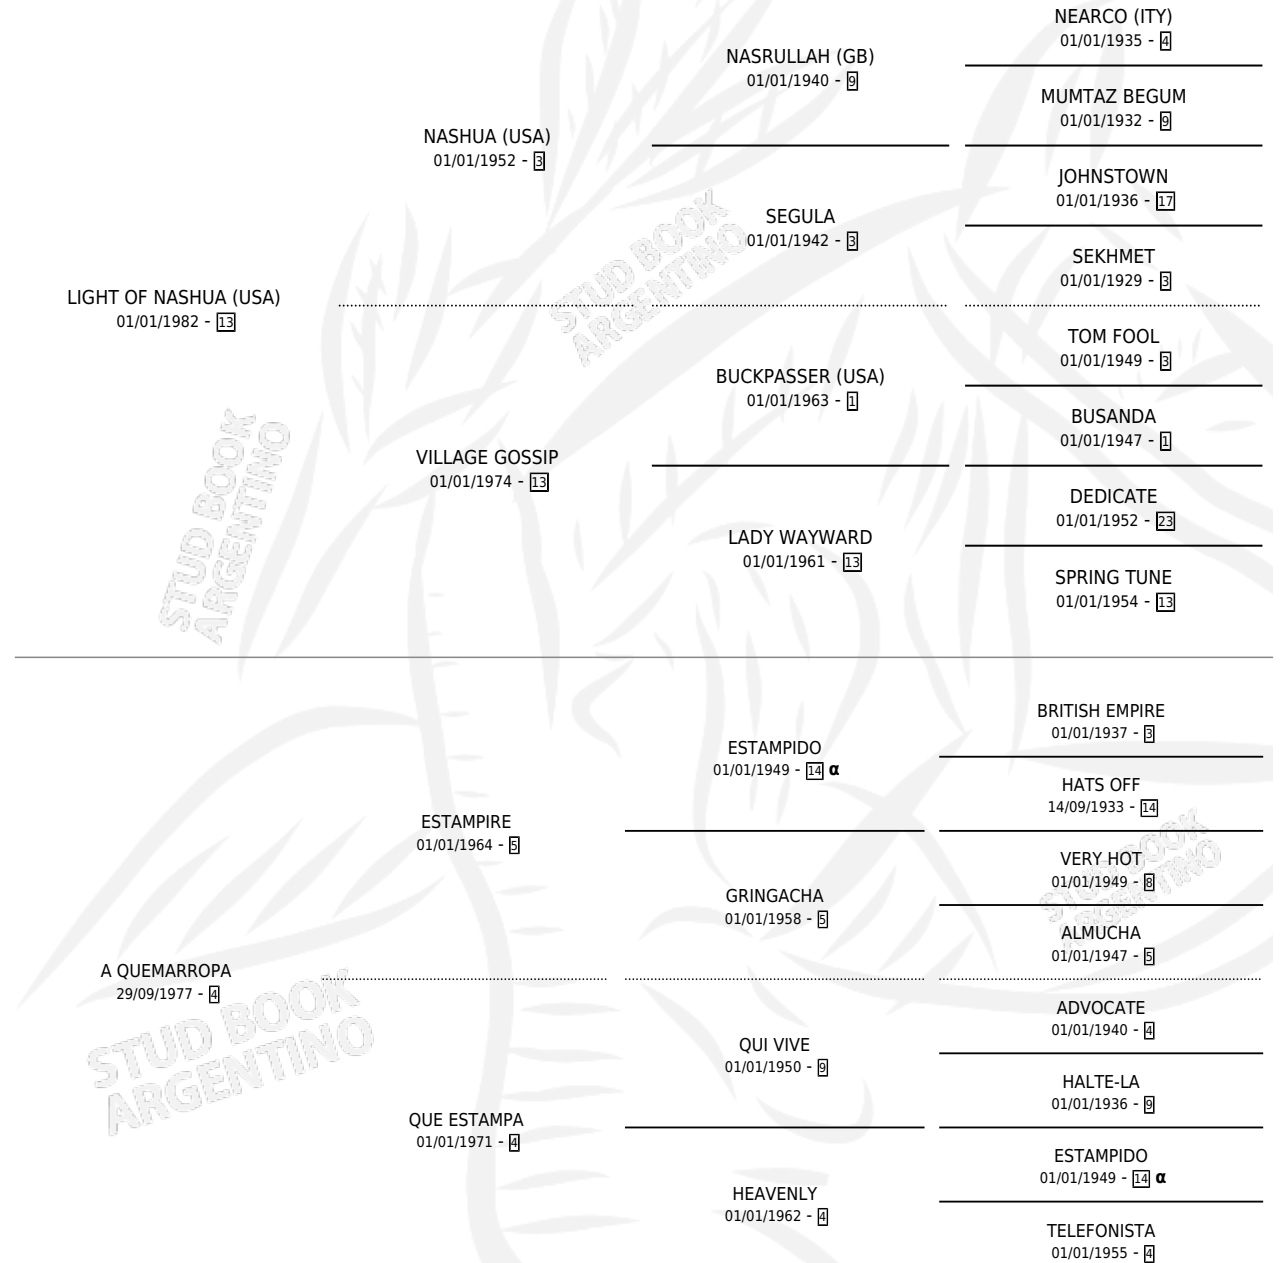 NEARCO (ITY)
01/01/1935 - 4
NASRULLAH (GB)
01/01/1940 - 9
MUMTAZ BEGUM
01/01/1932 - 9
NASHUA (USA)
01/01/1952 - 3
JOHNSTOWN
01/01/1936 - 17
SEGULA
01/01/1942 - 3
SEKHMET
01/01/1929 - 3
LIGHT OF NASHUA (USA)
01/01/1982 - 13
TOM FOOL
01/01/1949 - 3
BUCKPASSER (USA)
01/01/1963 - 1
BUSANDA
01/01/1947 - 1
VILLAGE GOSSIP
01/01/1974 - 13
DEDICATE
01/01/1952 - 23
LADY WAYWARD
01/01/1961 - 13
SPRING TUNE
01/01/1954 - 13
STUD BOOK
ARGENTINO
STUD BOOK
ARGENTINO
BRITISH EMPIRE
01/01/1937 - 3
ESTAMPIDO
01/01/1949 - 14 α
HATS OFF
14/09/1933 - 14
ESTAMPIRE
01/01/1964 - 5
VERY HOT
01/01/1949 - 8
GRINGACHA
01/01/1958 - 5
ALMUCHA
01/01/1947 - 5
STUD BOOK
ARGENTINO
A QUEMARROPA
29/09/1977 - 4
ADVOCATE
01/01/1940 - 4
QUI VIVE
01/01/1950 - 9
HALTE-LA
01/01/1936 - 9
STUD BOOK
ARGENTINO
QUE ESTAMPA
01/01/1971 - 4
ESTAMPIDO
01/01/1949 - 14 α
HEAVENLY
01/01/1962 - 4
TELEFONISTA
01/01/1955 - 4